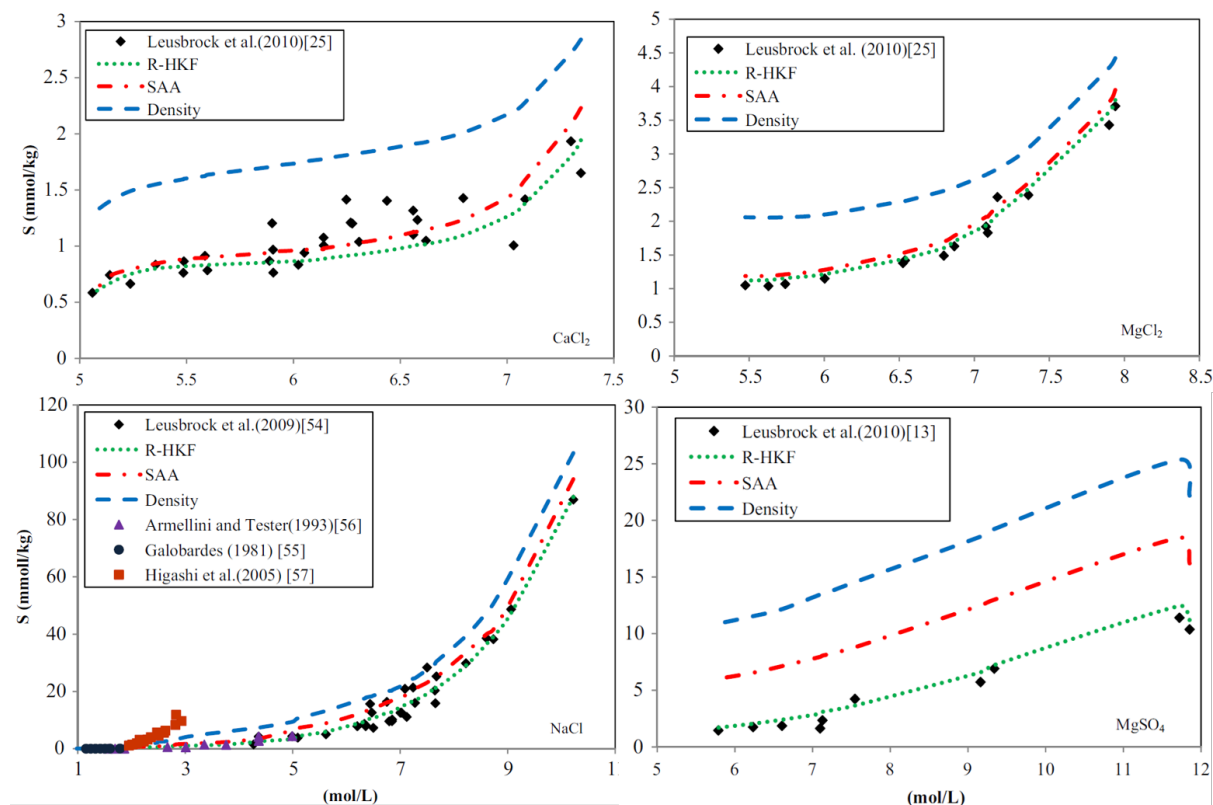 3
2.5
2
1.5
1
0.5
0
S (mmol/kg)
Leusbrock et al.(2010)[25]
R-HKF
SAA
Density
CaCl₂
5
5.5
6
6.5
7
7.5
8
5
4.5
4
3.5
3
2.5
2
1.5
1
0.5
0
Leusbrock et al. (2010)[25]
R-HKF
SAA
Density
MgCl₂
5
5.5
6
6.5
7
7.5
8
8.5
120
100
80
60
40
20
0
S (mmoll/kg)
Leusbrock et al.(2009)[54]
R-HKF
SAA
Density
Armellini and Tester(1993)[56]
Galobardes (1981) [55]
Higashi et al.(2005) [57]
NaCl
1
3
5
7
9
11
(mol/L)
30
25
20
15
10
5
0
Leusbrock et al.(2010)[13]
R-HKF
SAA
Density
MgSO₄
5
6
7
8
9
10
11
12
(mol/L)